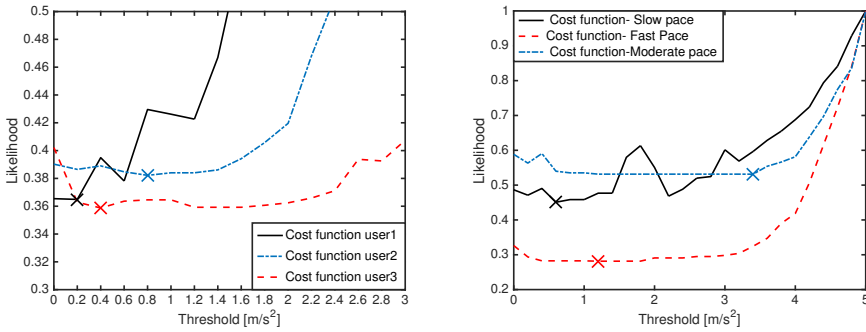 0.5
0.48
0.46
0.44
0.42
0.4
0.38
0.36
0.34
0.32
0.3
Likelihood
0 0.2 0.4 0.6 0.8 1 1.2 1.4 1.6 1.8 2 2.2 2.4 2.6 2.8 3
Threshold [m/s²]
Cost function user1
Cost function user2
Cost function user3
1
0.9
0.8
0.7
0.6
0.5
0.4
0.3
0.2
Likelihood
0 1 2 3 4 5
Threshold [m/s²]
Cost function- Slow pace
Cost function- Fast Pace
Cost function-Moderate pace